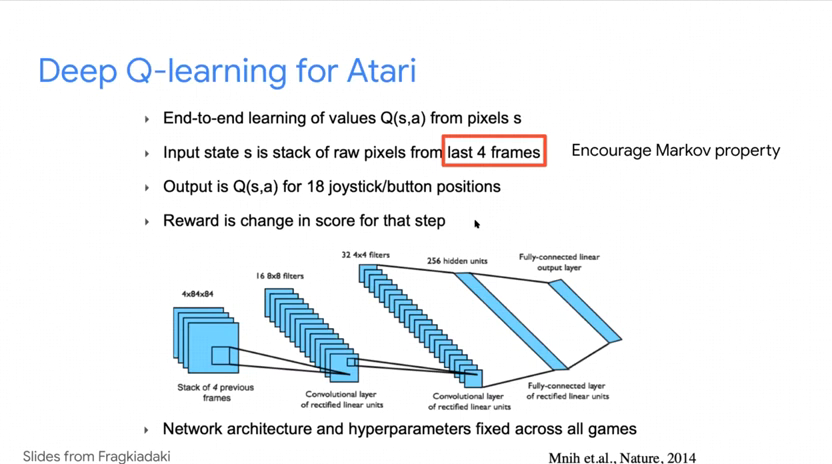 Deep Q-learning for Atari
End-to-end learning of values Q(s,a) from pixels s
Input state s is stack of raw pixels from last 4 frames
Encourage Markov property
Output is Q(s,a) for 18 joystick/button positions
Reward is change in score for that step
32 4x4 filters
256 hidden units
Fully-connected linear
output layer
16 8x8 filters
4x84x84
Stack of 4 previous
frames
Convolutional layer
of rectified linear units
Convolutional layer
of rectified linear units
Fully-connected layer
of rectified linear units
Network architecture and hyperparameters fixed across all games
Slides from Fragkiadaki
Mnih et.al., Nature, 2014